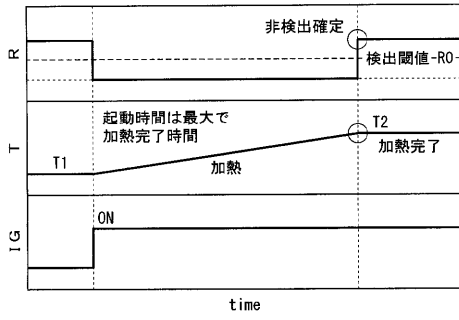 非検出確定
R
検出閾値-R0-
起動時間は最大で
加熱完了時間
T2
T
T1
加熱
加熱完了
ON
IG
time